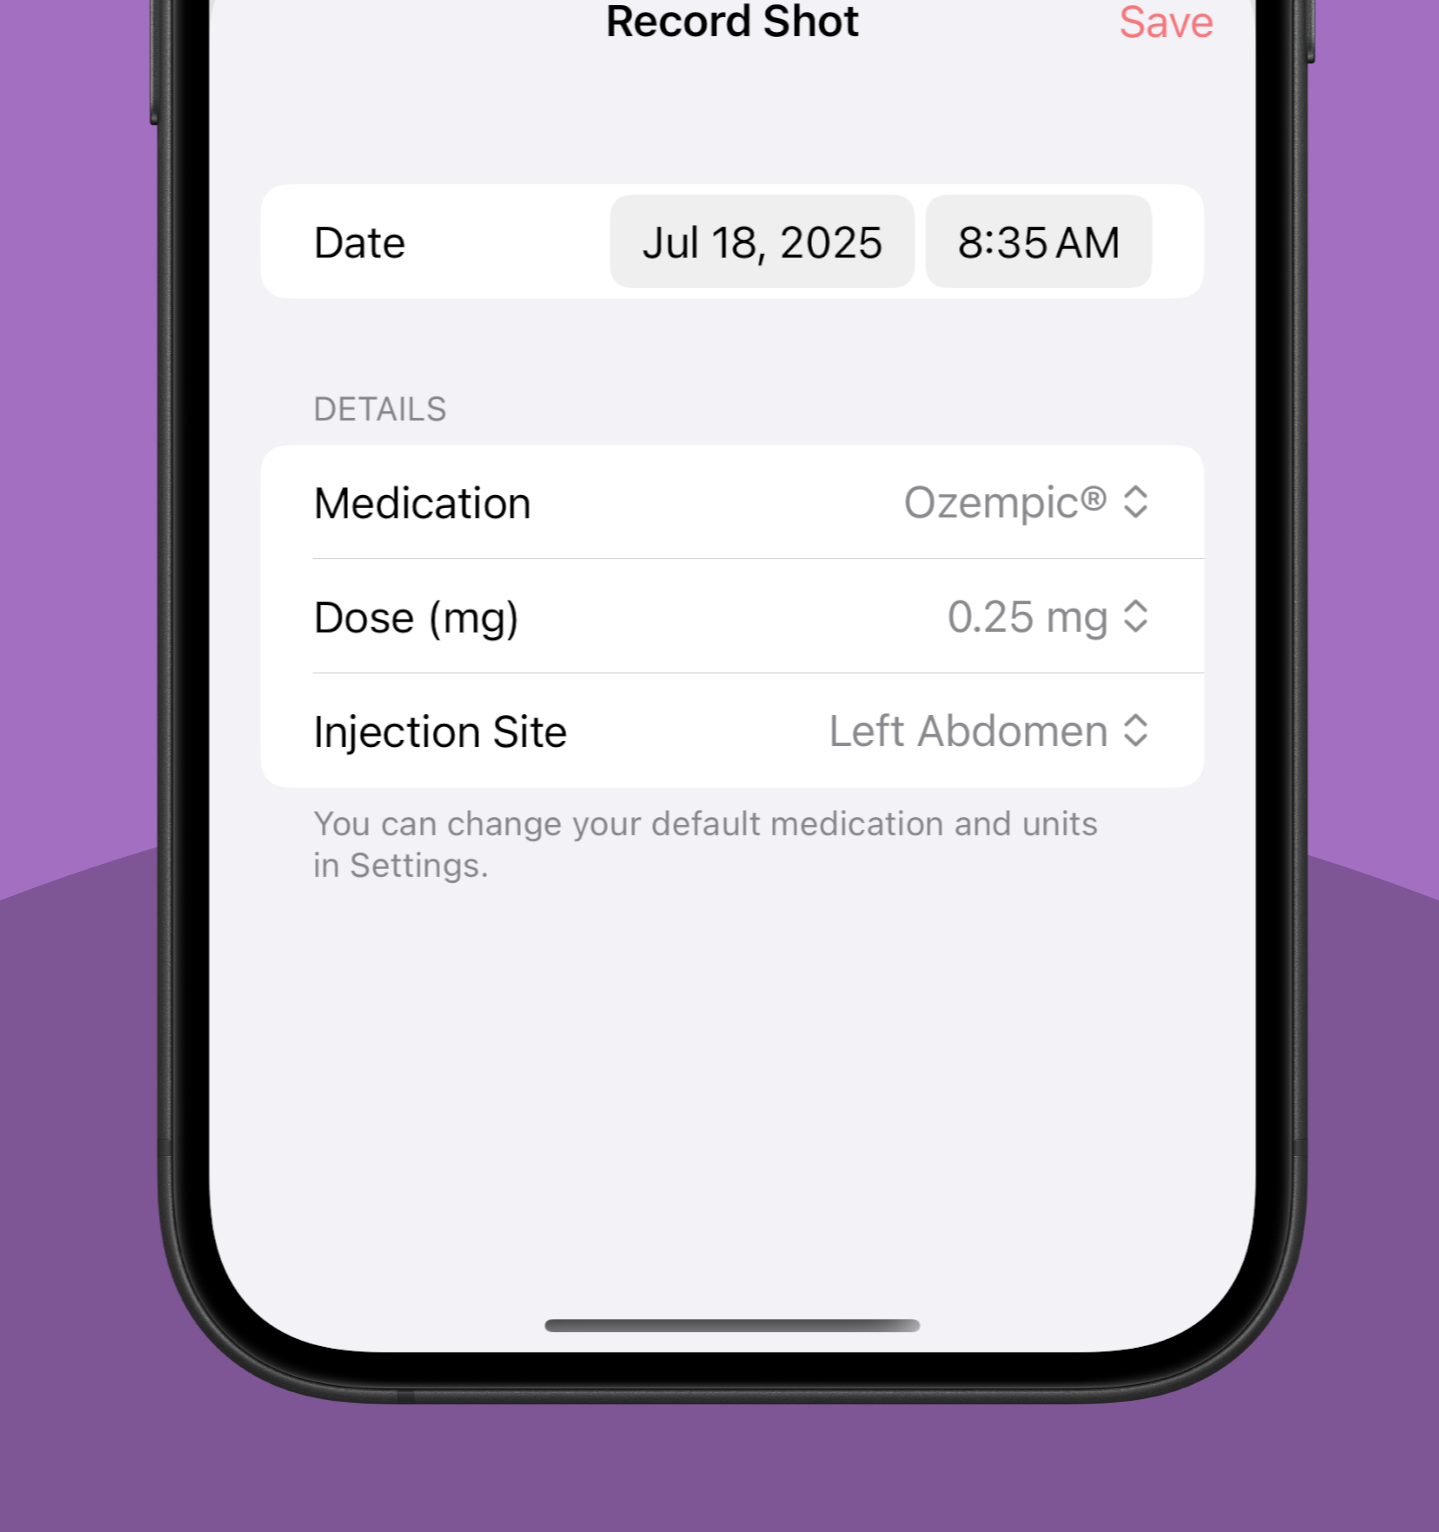 Record Shot
Save
Date
Jul 18, 2025
8:35 AM
DETAILS
Medication
Ozempic®
Dose (mg)
0.25 mg
Injection Site
Left Abdomen
You can change your default medication and units
in Settings.